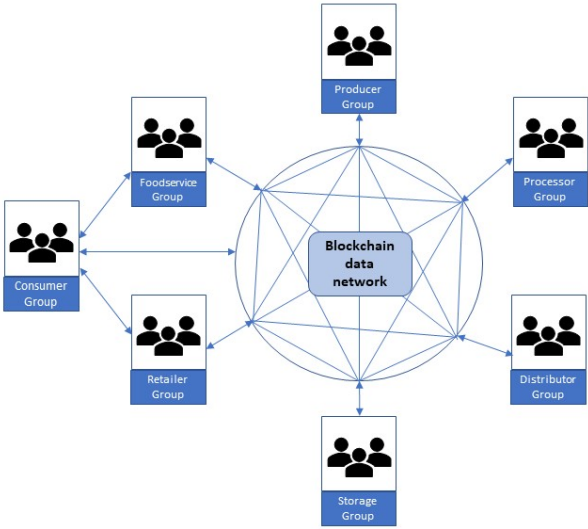 Producer
Group
Foodservice
Group
Processor
Group
Consumer
Group
Blockchain
data
network
Retailer
Group
Distributor
Group
Storage
Group